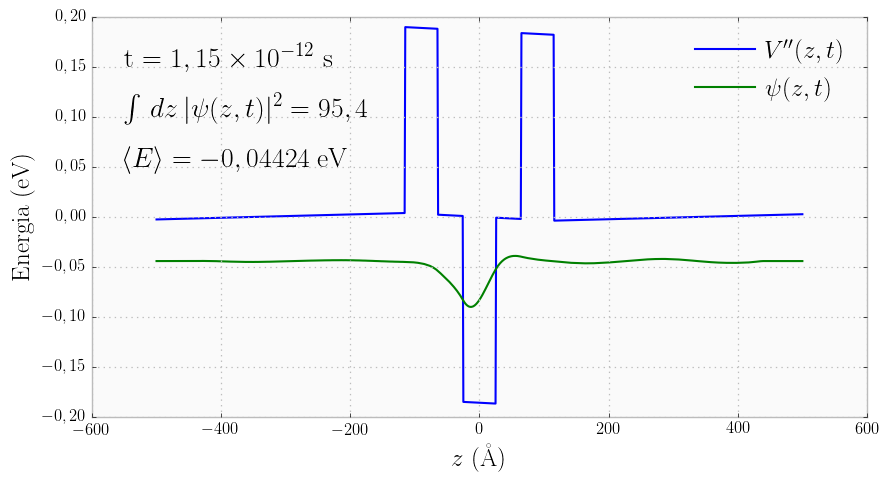 t = 1,15 × 10⁻¹² s
∫ dz |ψ(z,t)|² = 95,4
⟨E⟩ = −0,04424 eV
V″(z,t)
ψ(z,t)
Energia (eV)
0,20
0,15
0,10
0,05
0,00
−0,05
−0,10
−0,15
−0,20
−600 −400 −200 0 200 400 600
z (Å)